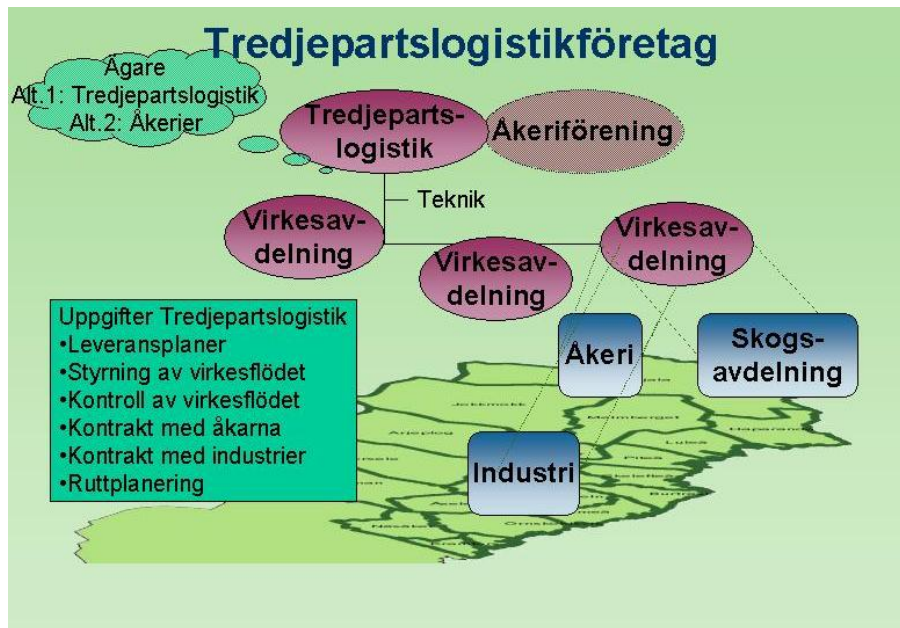 Tredjepartslogistikföretag
Ägare
Alt.1: Tredjepartslogistik
Alt.2: Åkerier
Tredjeparts-
logistik
Åkeriförening
Teknik
Virkesav-
delning
Virkesav-
delning
Virkesav-
delning
Uppgifter Tredjepartslogistik
•Leveransplaner
•Styrning av virkesflödet
•Kontroll av virkesflödet
•Kontrakt med åkarna
•Kontrakt med industrier
•Ruttplanering
Åkeri
Skogs-
avdelning
Industri
Jokkmokk
Malmberget
Haparanda
Arjeplog
Luleå
Piteå